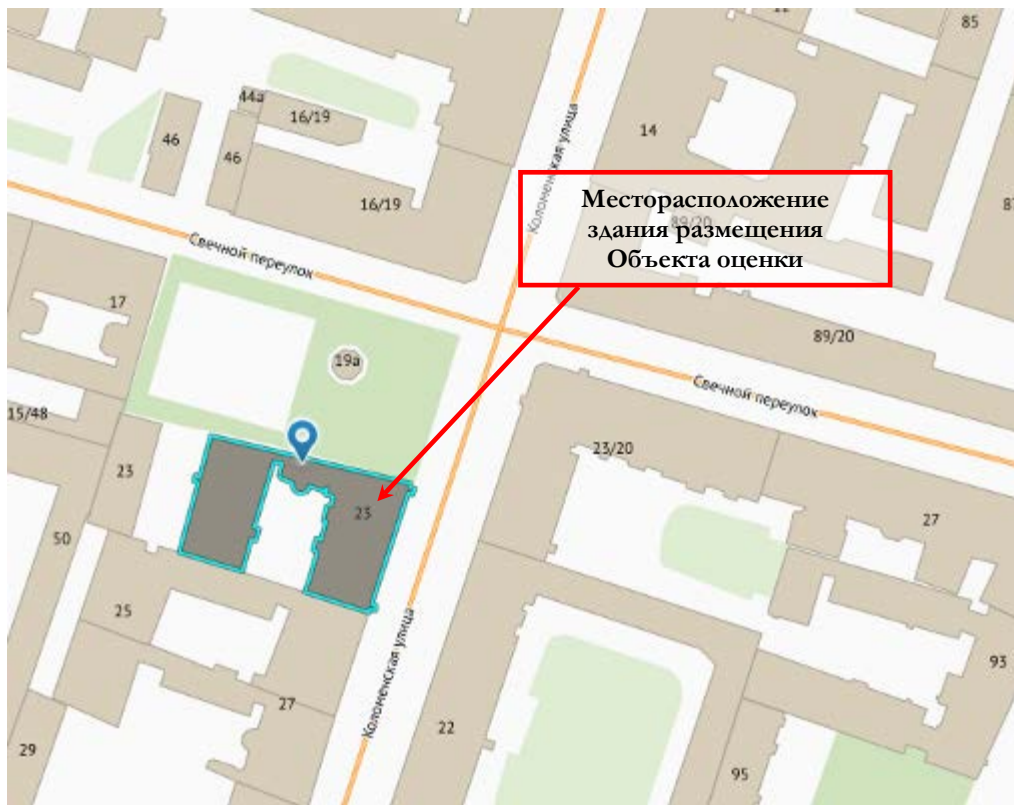 85
44а
16/19
46
46
14
16/19
Коломенская улица
Месторасположение
здания размещения
Объекта оценки
89/20
Свечной переулок
17
19а
89/20
Свечной переулок
15/48
23
23
23/20
27
50
25
27
Коломенская улица
22
93
29
95